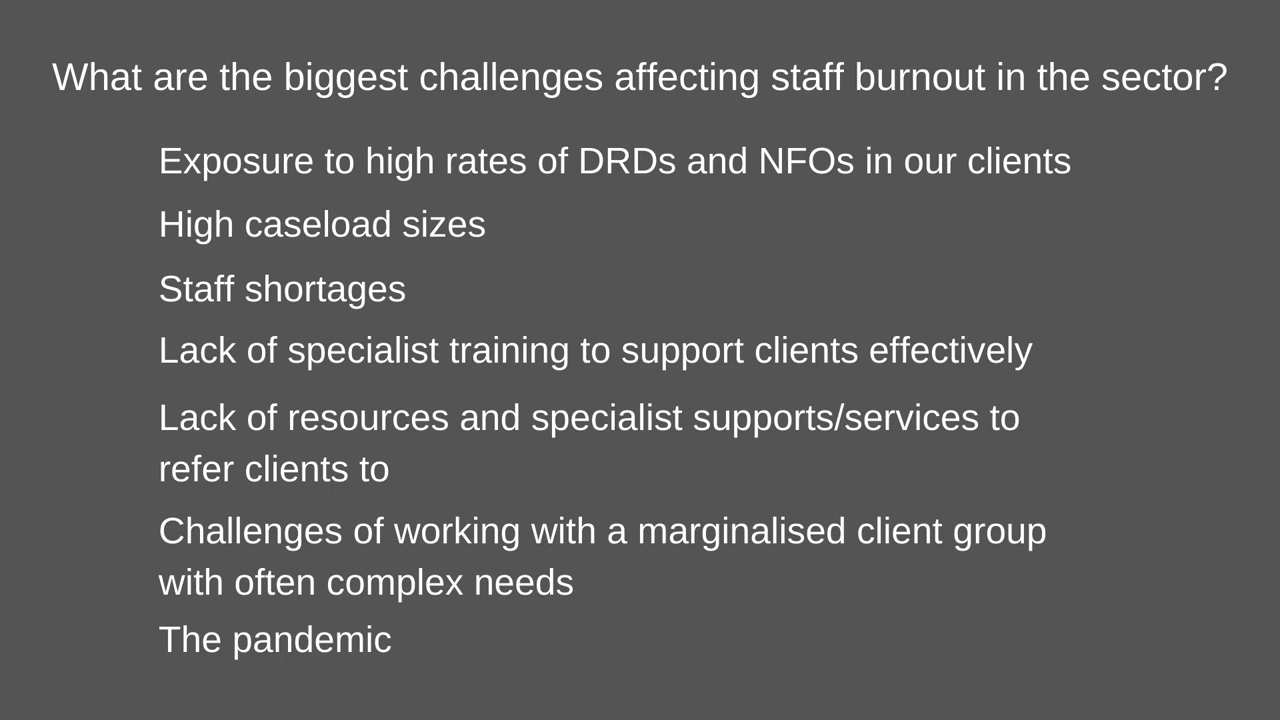 What are the biggest challenges affecting staff burnout in the sector?
Exposure to high rates of DRDs and NFOs in our clients
High caseload sizes
Staff shortages
Lack of specialist training to support clients effectively
Lack of resources and specialist supports/services to
refer clients to
Challenges of working with a marginalised client group
with often complex needs
The pandemic